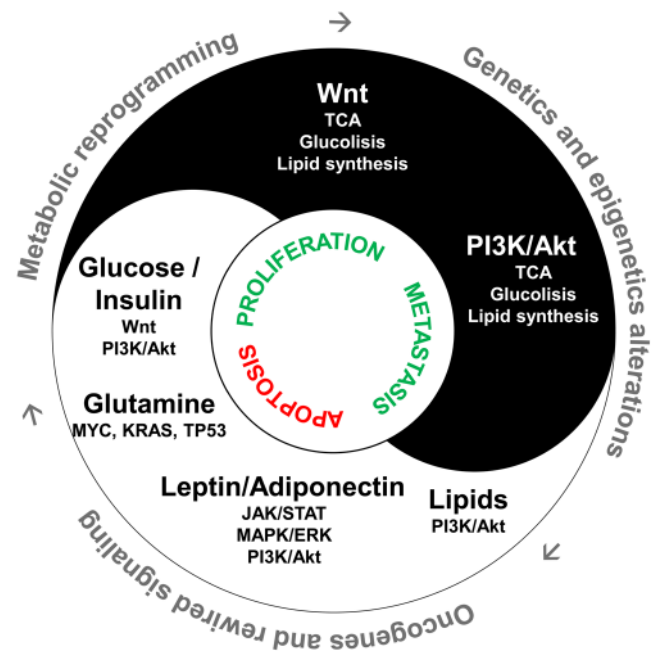 Metabolic reprogramming
Genetics and epigenetics alterations
Wnt
TCA
Glucolisis
Lipid synthesis
PI3K/Akt
TCA
Glucolisis
Lipid synthesis
Glucose /
Insulin
Wnt
PI3K/Akt
PROLIFERATION
METASTASIS
APOPTOSIS
Glutamine
MYC, KRAS, TP53
Leptin/Adiponectin
JAK/STAT
MAPK/ERK
PI3K/Akt
Lipids
PI3K/Akt
Oncogenes and rewired signaling